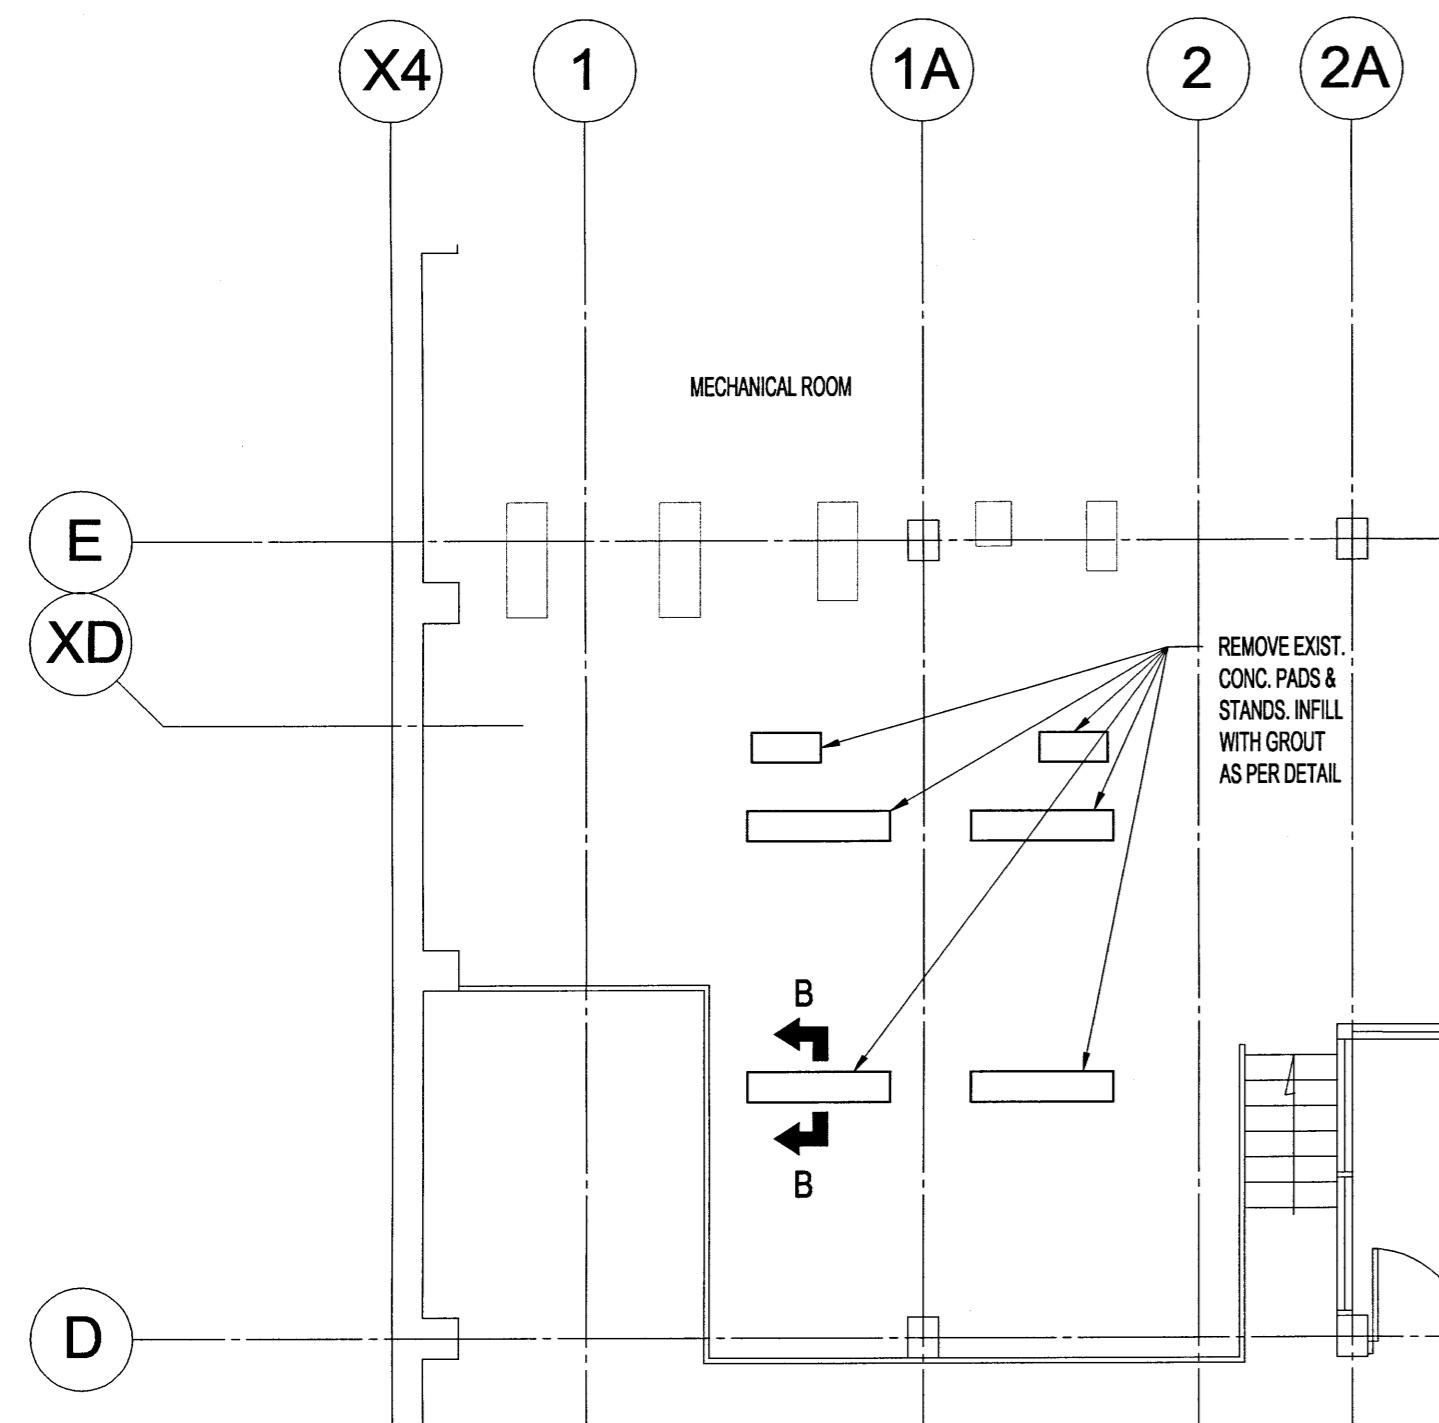 X4
1
1A
2
2A
MECHANICAL ROOM
E
XD
REMOVE EXIST.
CONC. PADS &
STANDS. INFILL
WITH GROUT
AS PER DETAIL
B
B
D